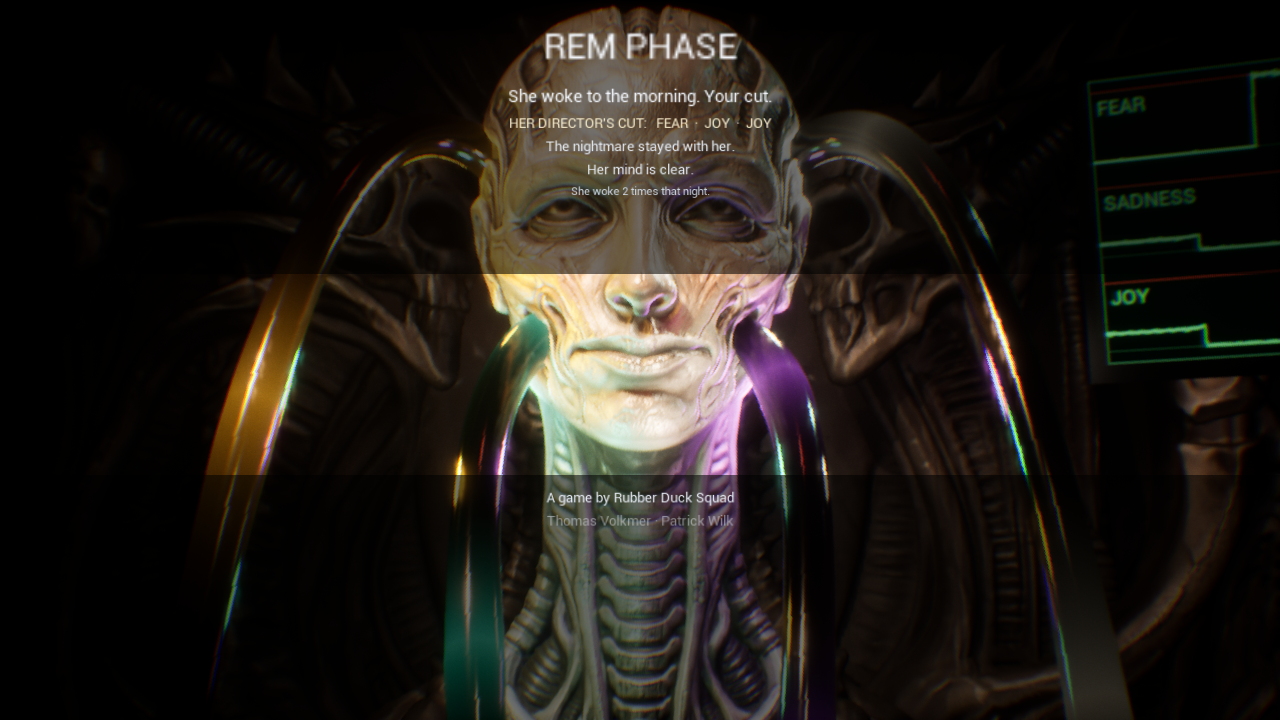 REM PHASE
She woke to the morning. Your cut.
HER DIRECTOR'S CUT: FEAR · JOY · JOY
The nightmare stayed with her.
Her mind is clear.
She woke 2 times that night.
FEAR
SADNESS
JOY
A game by Rubber Duck Squad
Thomas Volkmer · Patrick Wilk